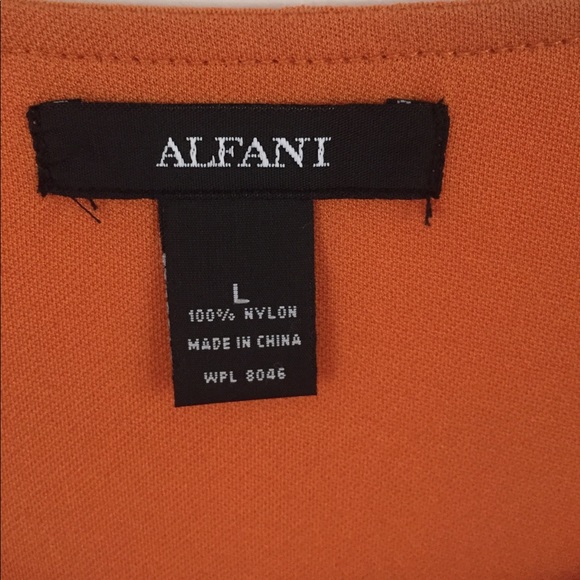 ALFANI
L
100% NYLON
MADE IN CHINA
WPL 8046